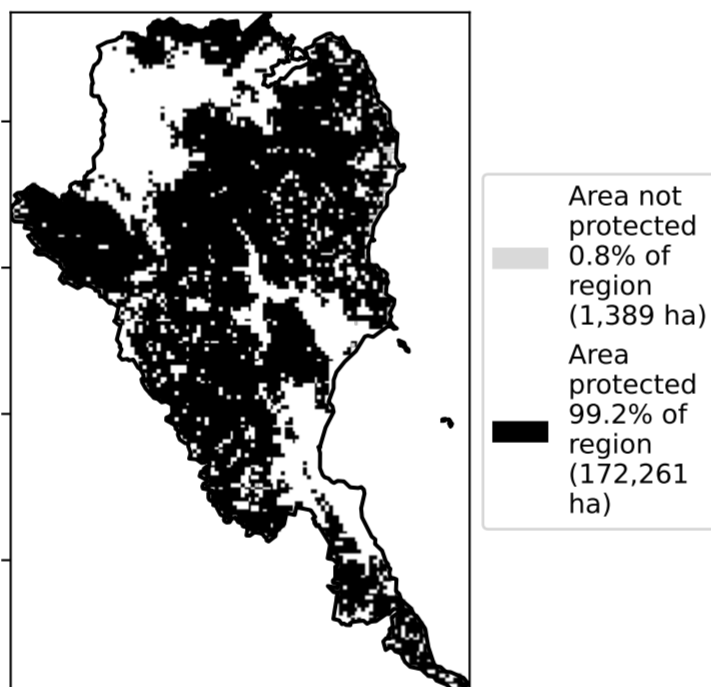 Area not
protected
0.8% of
region
(1,389 ha)
Area
protected
99.2% of
region
(172,261
ha)